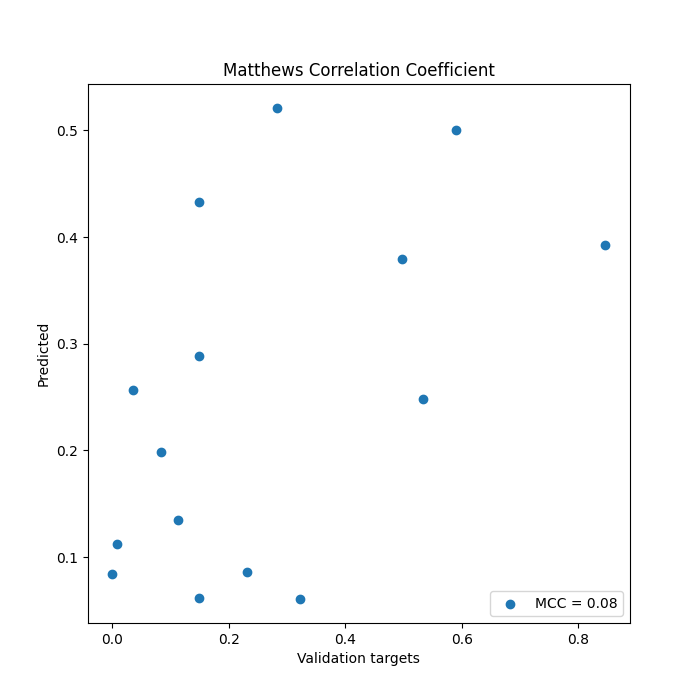 Matthews Correlation Coefficient
0.5
0.4
0.3
0.2
0.1
Predicted
MCC = 0.08
0.0 0.2 0.4 0.6 0.8
Validation targets